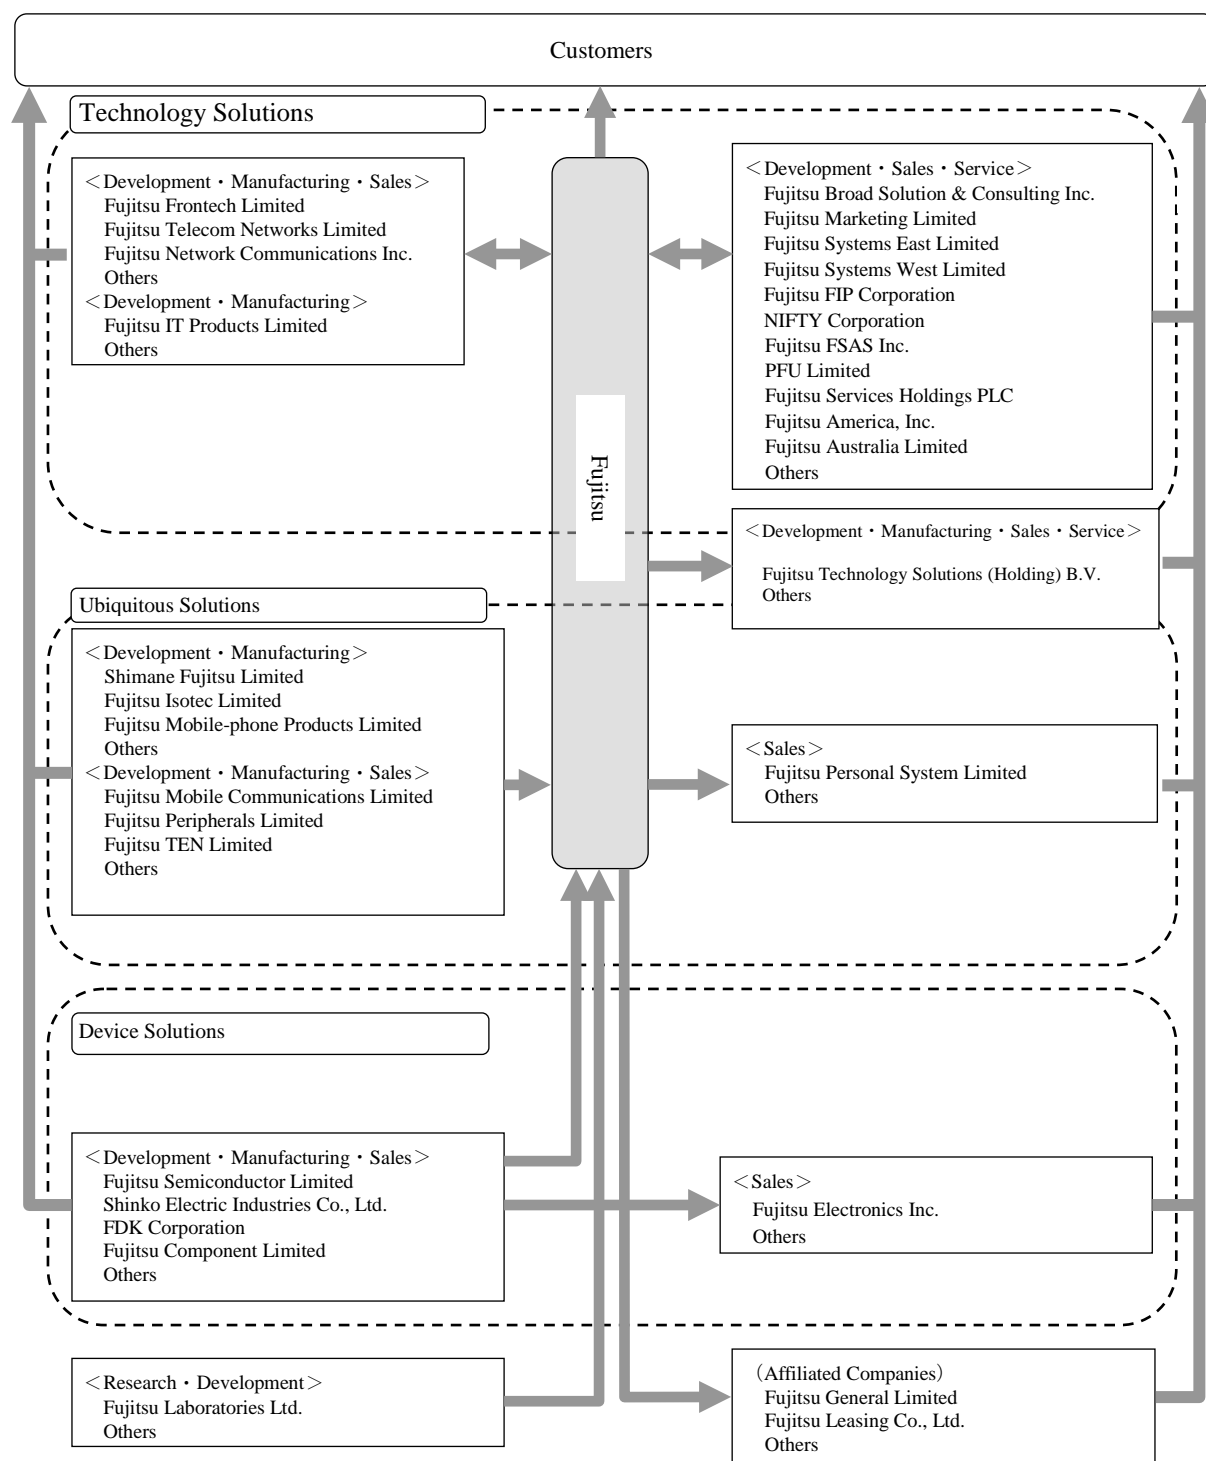 Customers
Technology Solutions
＜Development・Manufacturing・Sales＞
Fujitsu Frontech Limited
Fujitsu Telecom Networks Limited
Fujitsu Network Communications Inc.
Others
＜Development・Manufacturing＞
Fujitsu IT Products Limited
Others
Fujitsu
＜Development・Sales・Service＞
Fujitsu Broad Solution & Consulting Inc.
Fujitsu Marketing Limited
Fujitsu Systems East Limited
Fujitsu Systems West Limited
Fujitsu FIP Corporation
NIFTY Corporation
Fujitsu FSAS Inc.
PFU Limited
Fujitsu Services Holdings PLC
Fujitsu America, Inc.
Fujitsu Australia Limited
Others
＜Development・Manufacturing・Sales・Service＞
Fujitsu Technology Solutions (Holding) B.V.
Others
Ubiquitous Solutions
＜Development・Manufacturing＞
Shimane Fujitsu Limited
Fujitsu Isotec Limited
Fujitsu Mobile-phone Products Limited
Others
＜Development・Manufacturing・Sales＞
Fujitsu Mobile Communications Limited
Fujitsu Peripherals Limited
Fujitsu TEN Limited
Others
＜Sales＞
Fujitsu Personal System Limited
Others
Device Solutions
＜Development・Manufacturing・Sales＞
Fujitsu Semiconductor Limited
Shinko Electric Industries Co., Ltd.
FDK Corporation
Fujitsu Component Limited
Others
＜Sales＞
Fujitsu Electronics Inc.
Others
＜Research・Development＞
Fujitsu Laboratories Ltd.
Others
（Affiliated Companies）
Fujitsu General Limited
Fujitsu Leasing Co., Ltd.
Others